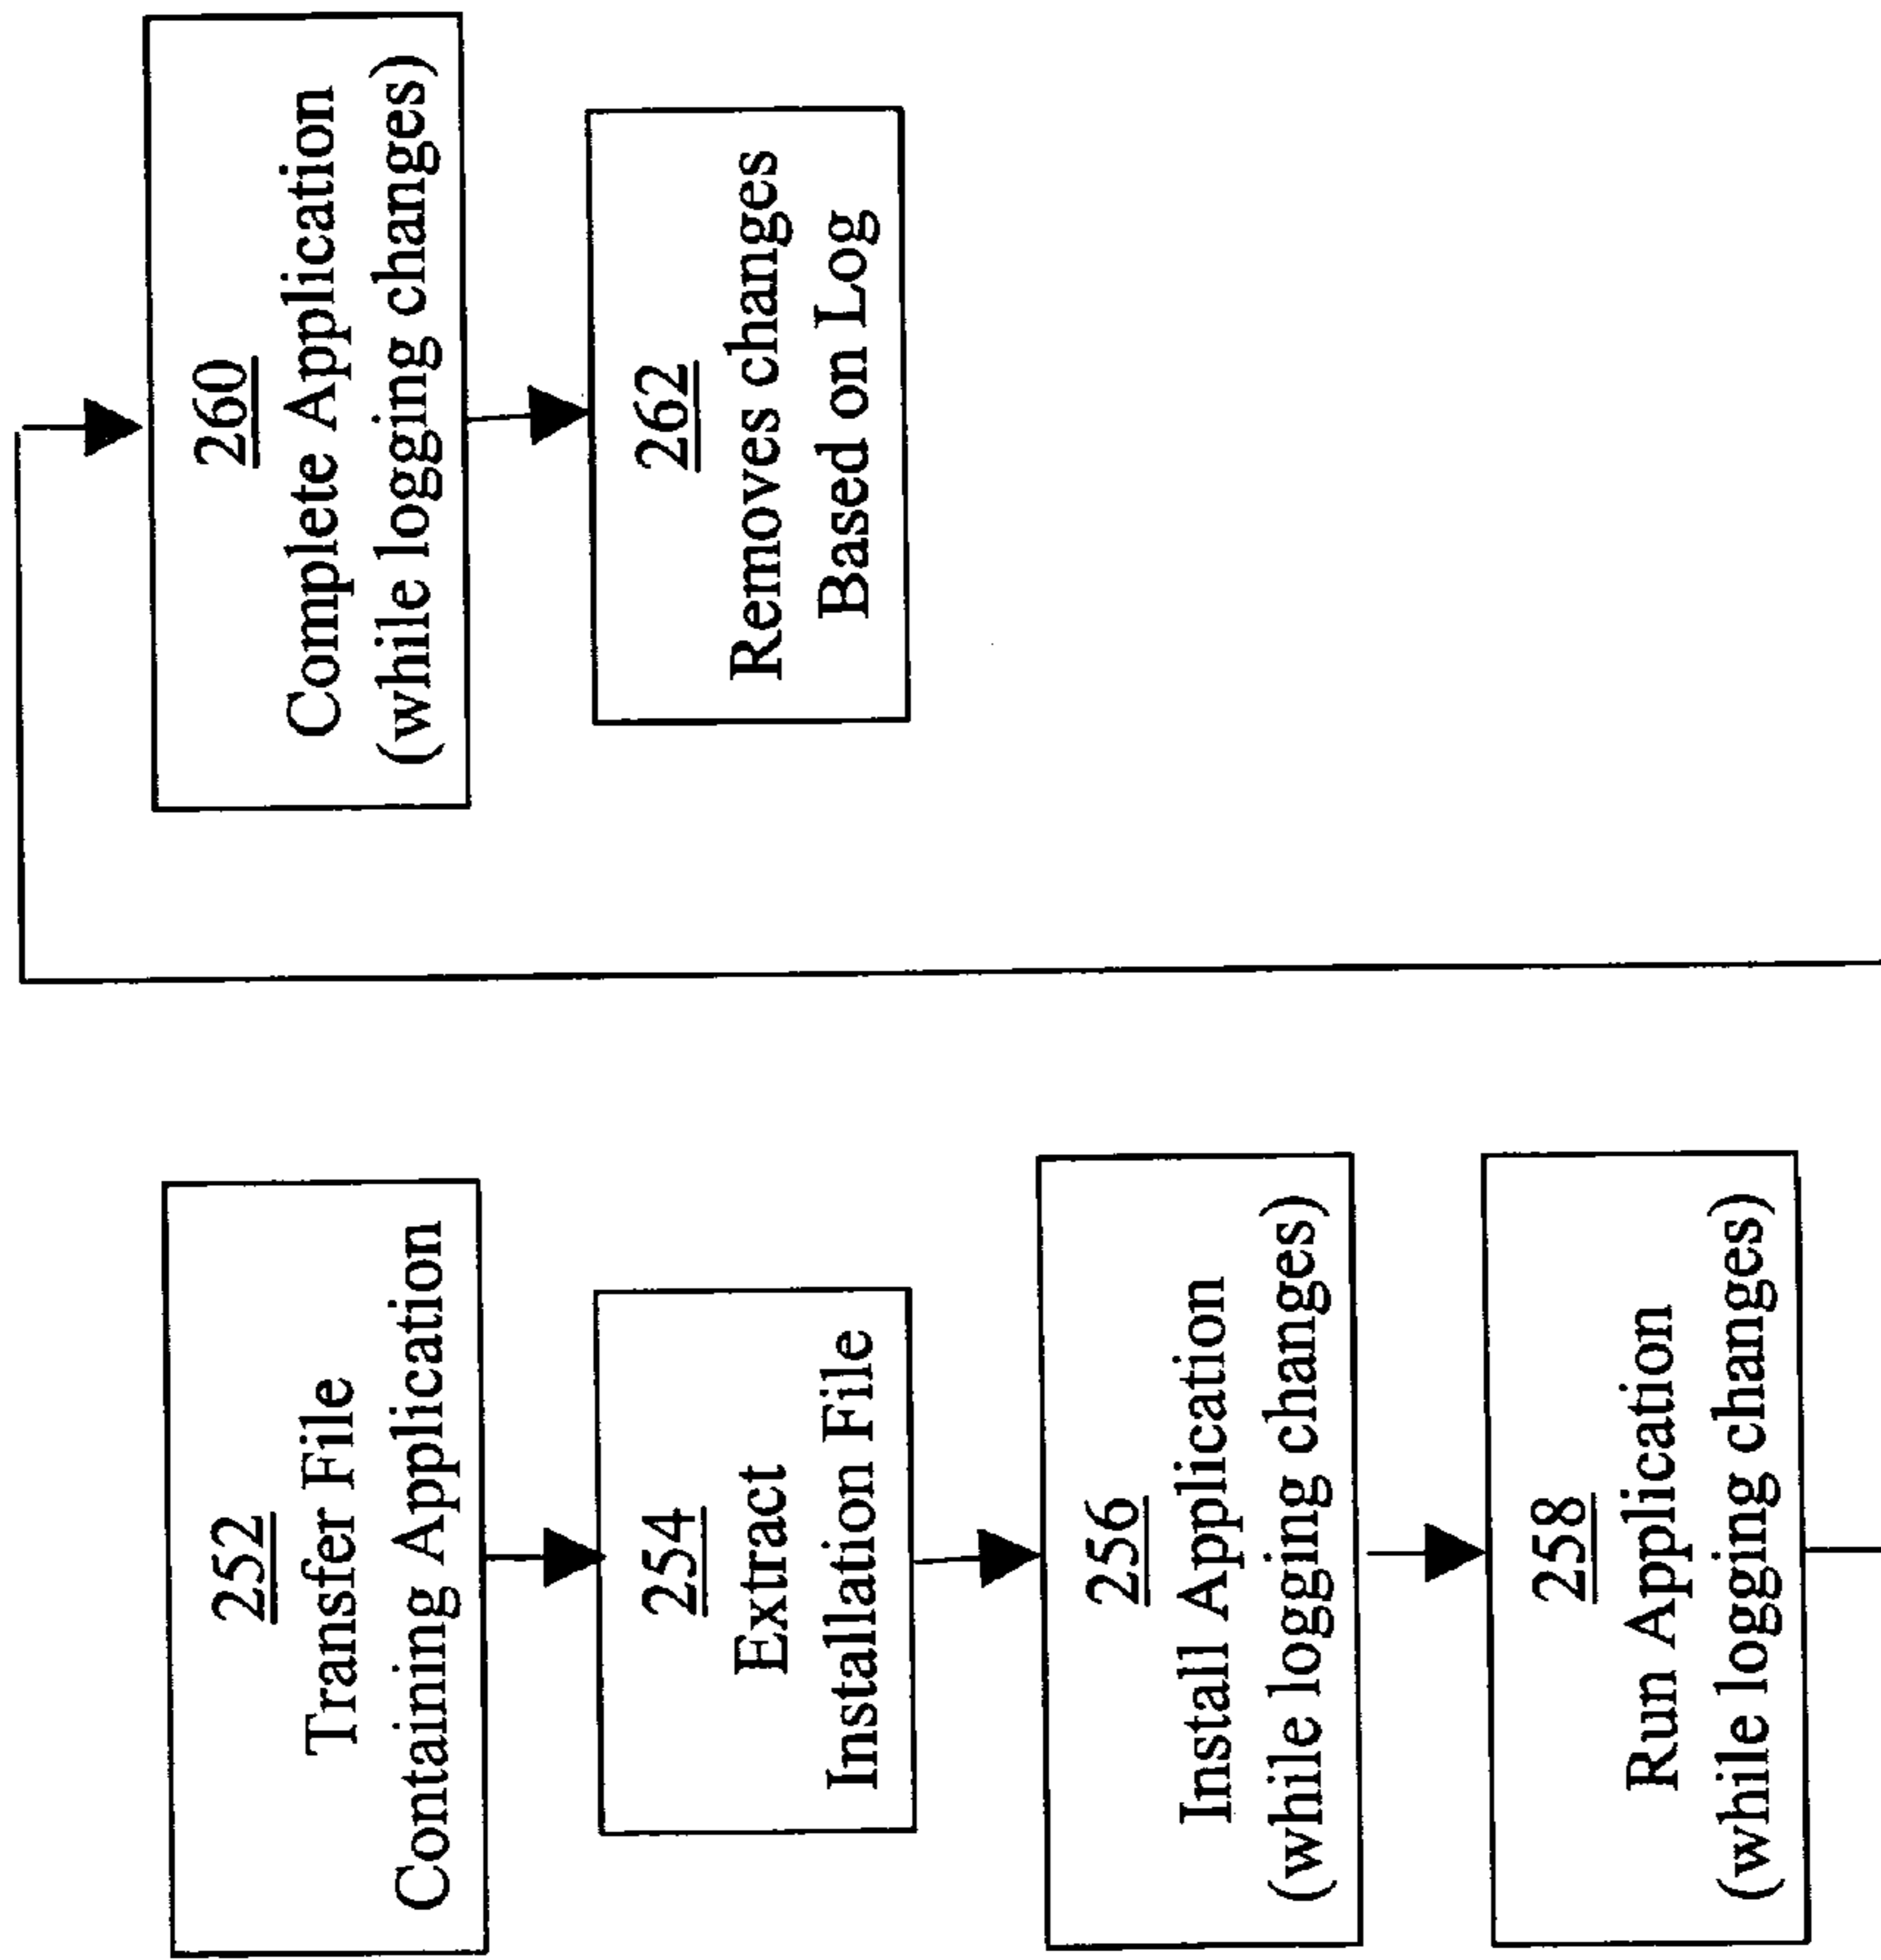 252
Transfer File
Containing Application
254
Extract
Installation File
256
Install Application
(while logging changes)
258
Run Application
(while logging changes)
260
Complete Application
(while logging changes)
262
Removes changes
Based on Log